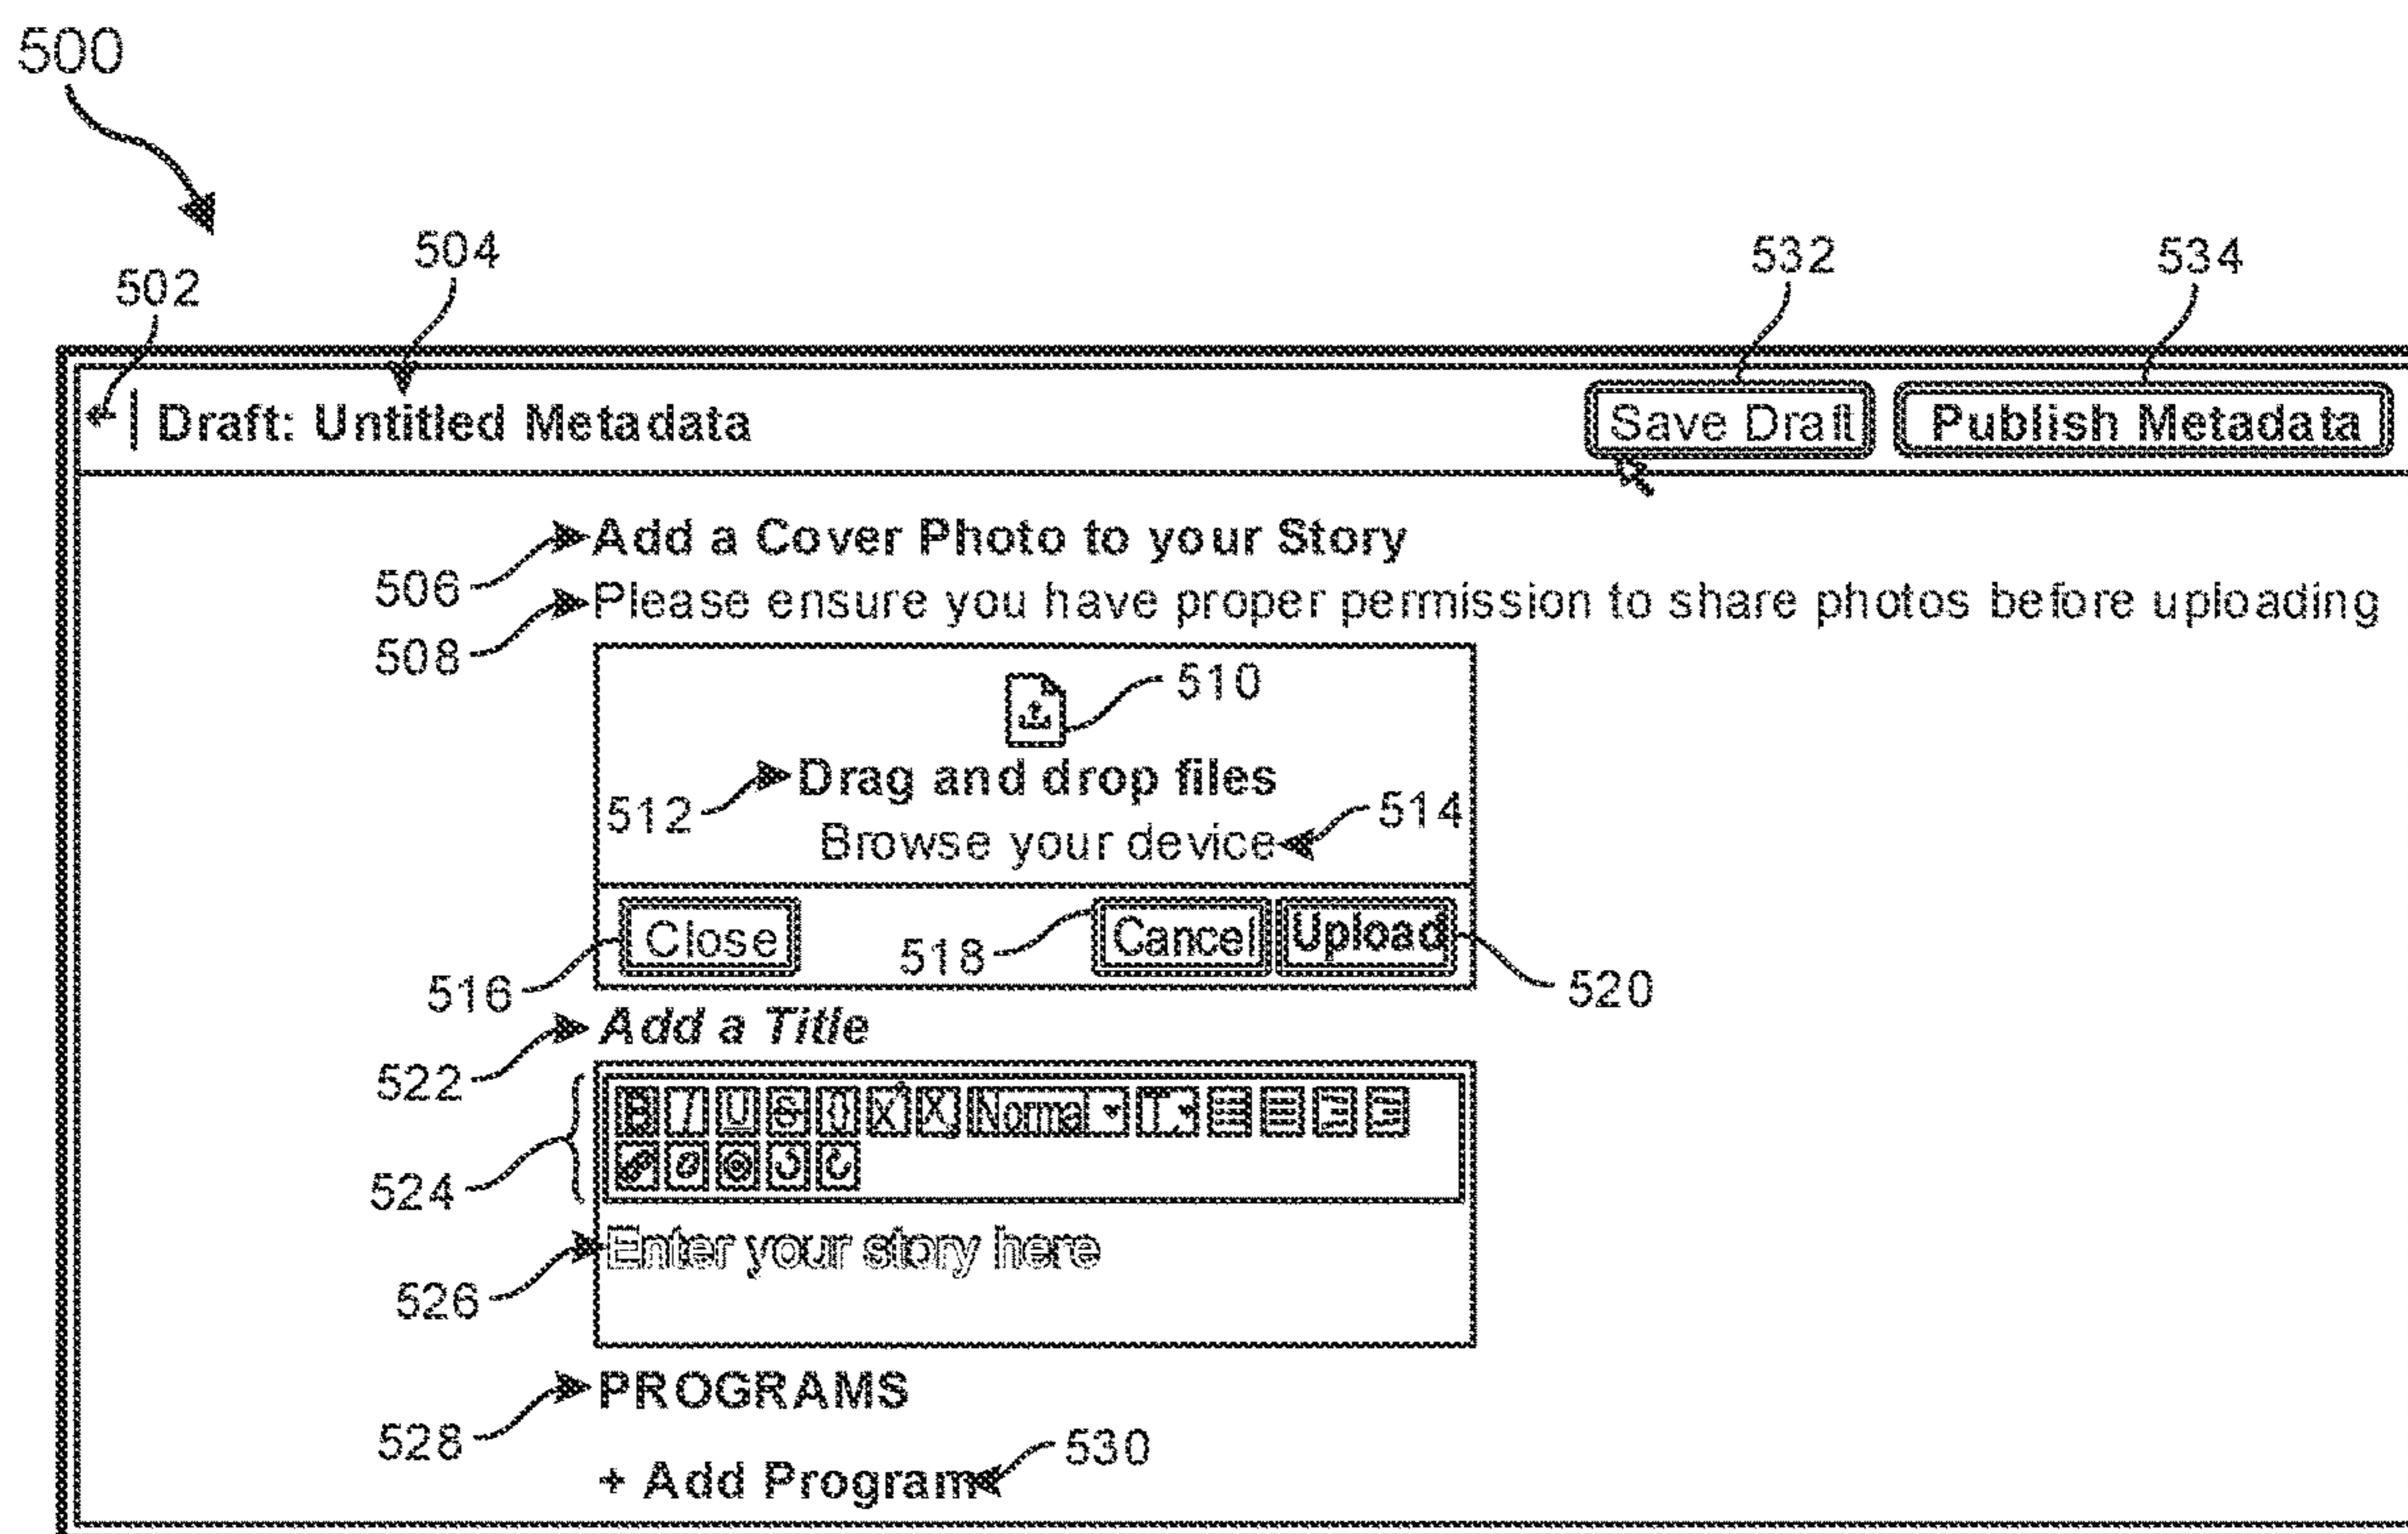 500
504
532
534
502
← | Draft: Untitled Metadata
Save Draft
Publish Metadata
Add a Cover Photo to your Story
506
Please ensure you have proper permission to share photos before uploading
508
510
Drag and drop files
512
514
Browse your device
Close
Cancel
Upload
518
516
520
Add a Title
522
B I U S {} X X Normal T
524
Enter your story here
526
PROGRAMS
528
530
+ Add Program